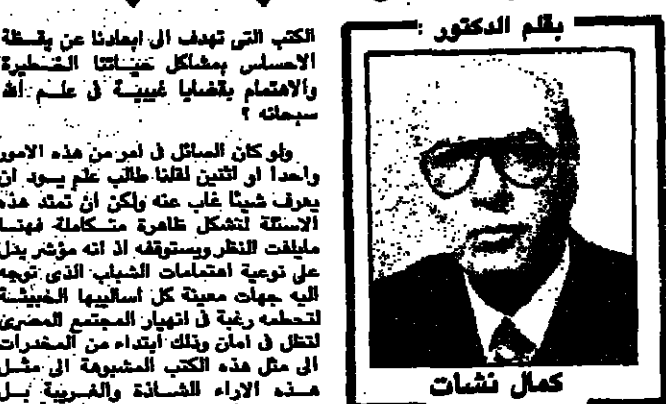 بقلم الدكتور :
كمال نشأت
الكتب التى تهدف الى ابعادنا عن يقظة
الاحساس بمشاكل حياتنا الخطيرة
والاهتمام بقضايا غيبية فى علم الله
سبحانه ؟
ولو كان السائل فى امر من هذه الامور
واحدا او اثنين لقلنا طالب علم يود ان
يعرف شيئا غاب عنه ولكن ان تمتد هذه
الاسئلة لتشكل ظاهرة متكاملة فهنا
مايلفت النظر ويستوقفه اذ انه مؤشر يدل
على نوعية اهتمامات الشباب الذى توجه
اليه جهات معينة كل اساليبها الخبيثة
لتحطمه رغبة فى انهيار المجتمع المصرى
لتظل فى امان وذلك ابتداء من المخدرات
الى مثل هذه الكتب المشبوهة الى مثل
هذه الاراء الشاذة والغريبة بل